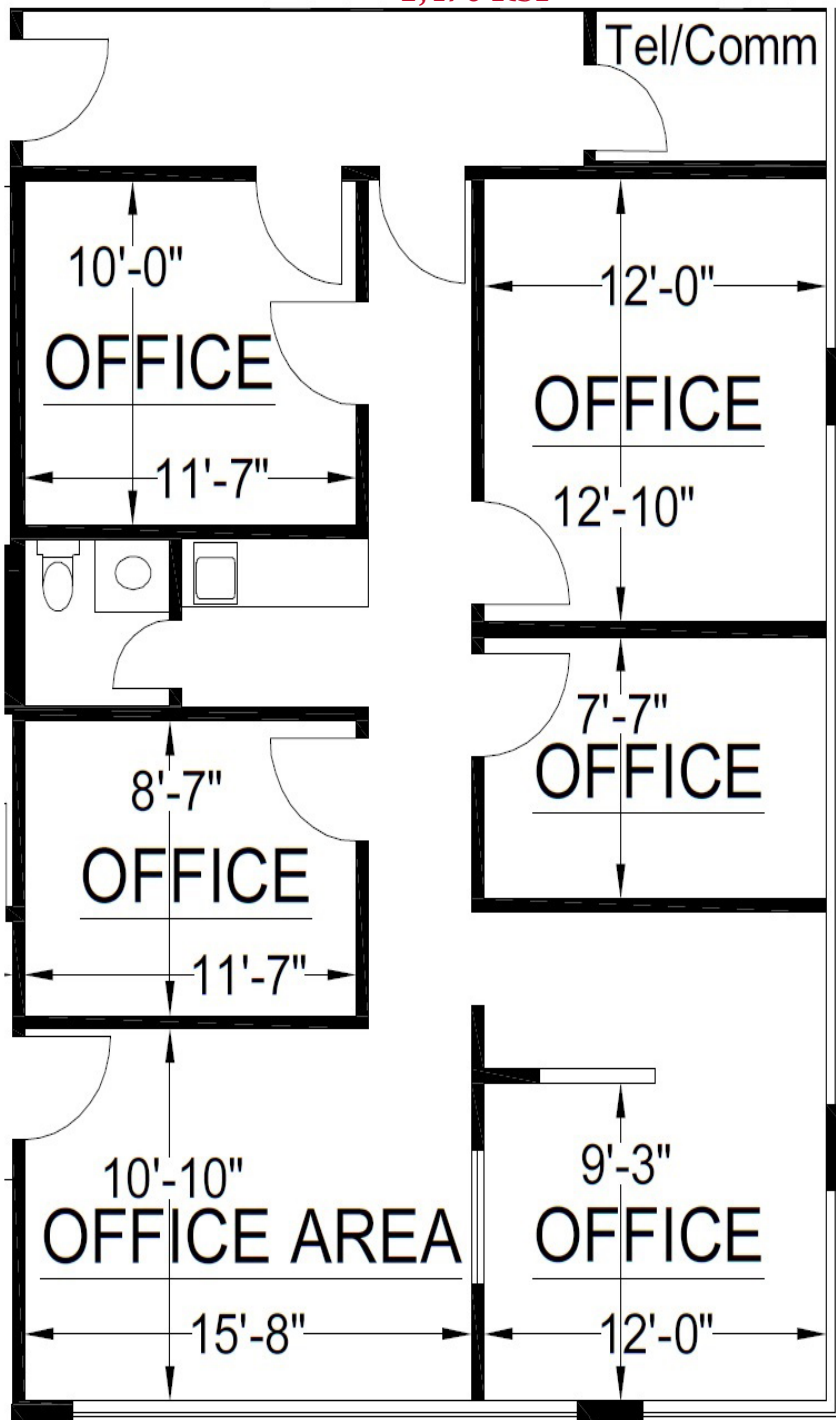 Tel/Comm
10'-0"
OFFICE
11'-7"
12'-0"
OFFICE
12'-10"
7'-7"
OFFICE
8'-7"
OFFICE
11'-7"
10'-10"
OFFICE AREA
15'-8"
9'-3"
OFFICE
12'-0"